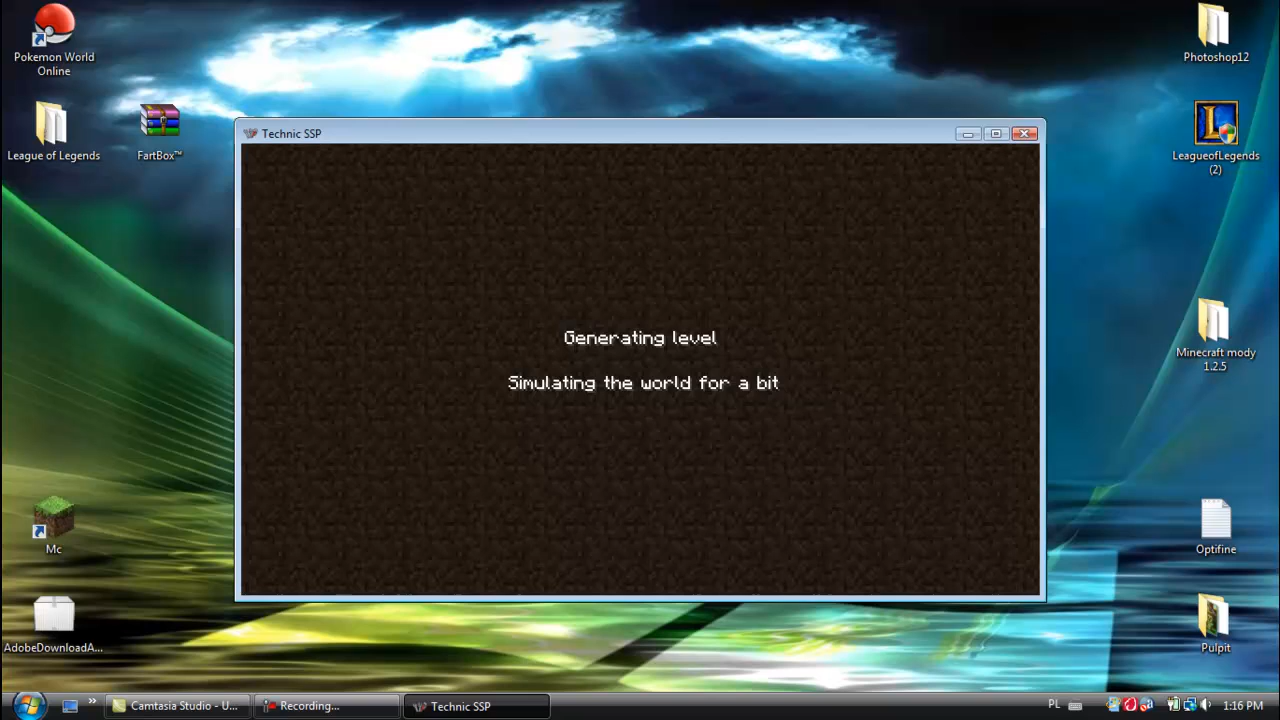 Pokemon World
Online
League of Legends
FartBox™
Mc
AdobeDownloadA...
Technic SSP
Generating level
Simulating the world for a bit
Photoshop12
LeagueofLegends
(2)
Minecraft mody
1.2.5
Optifine
Pulpit
Camtasia Studio - U...
Recording...
Technic SSP
PL
1:16 PM